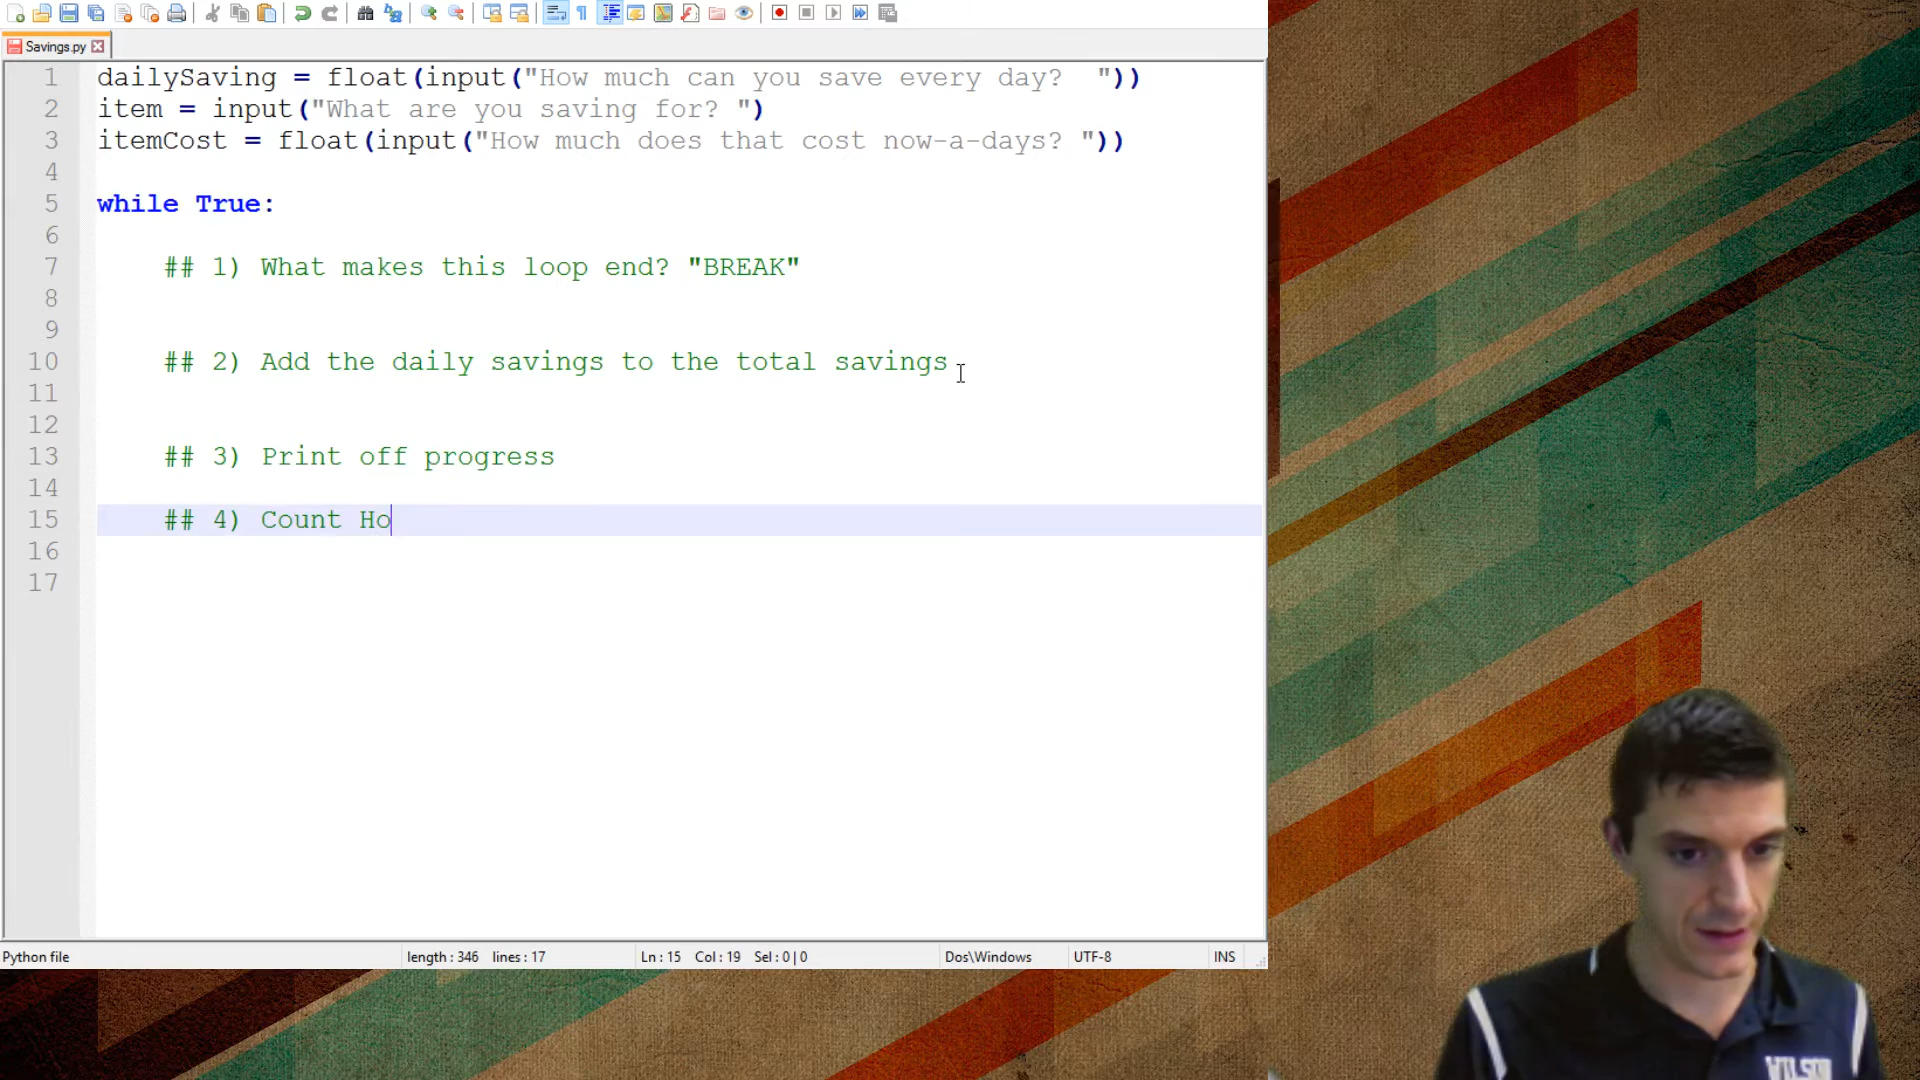 Savings.py
1 dailySaving = float(input("How much can you save every day?  "))
2 item = input("What are you saving for? ")
3 itemCost = float(input("How much does that cost now-a-days? "))
4
5 while True:
6
7 ## 1) What makes this loop end? "BREAK"
8
9
10 ## 2) Add the daily savings to the total savings
11
12
13 ## 3) Print off progress
14
15 ## 4) Count Ho
16
17
Python file length : 346 lines : 17 Ln : 15 Col : 19 Sel : 0 | 0 Dos\Windows UTF-8 INS